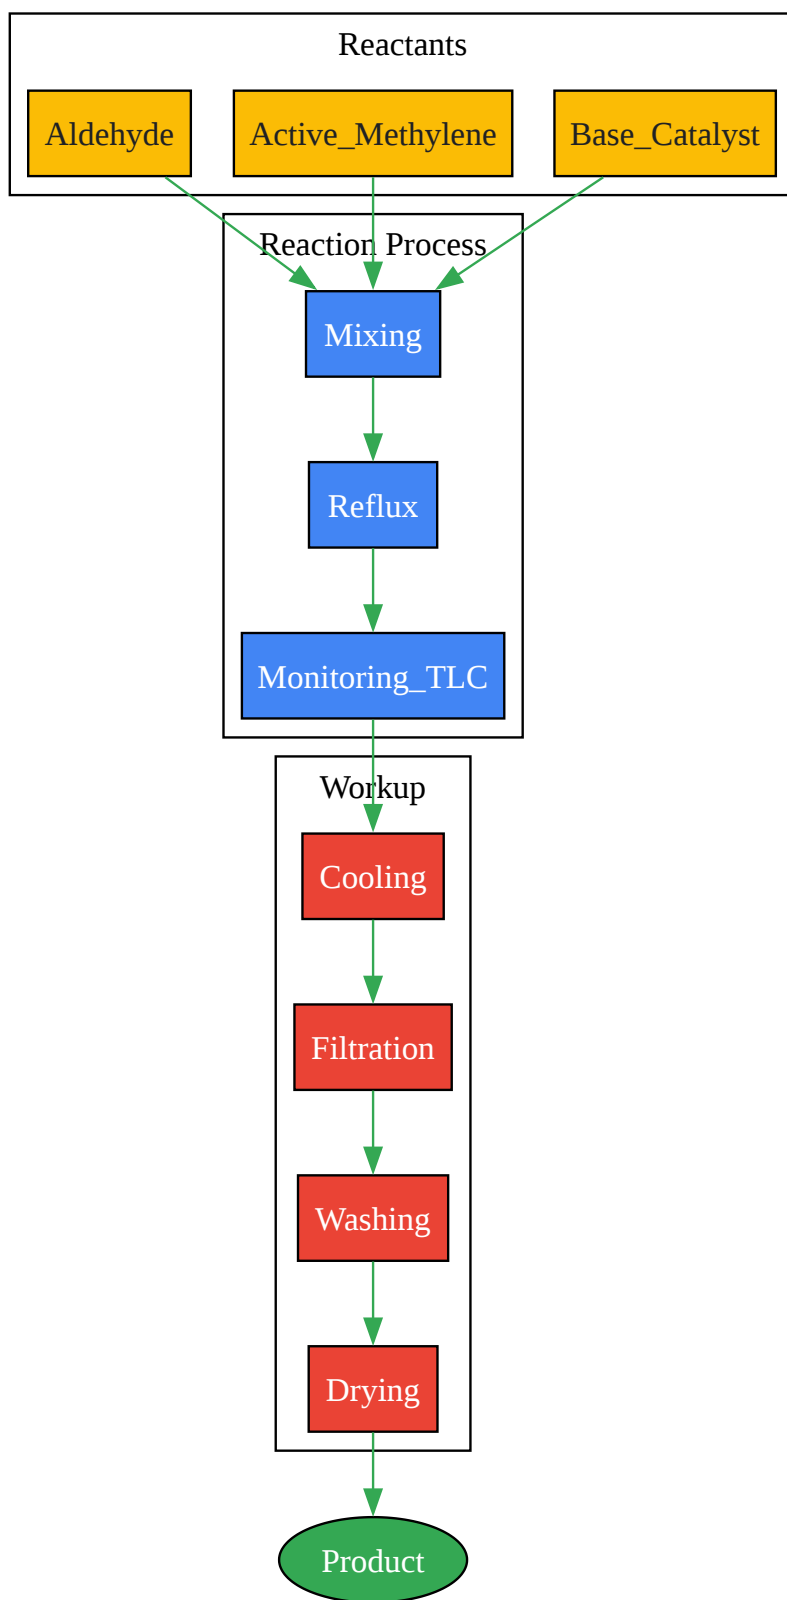 Reactants
Aldehyde
Active_Methylene
Base_Catalyst
Reaction Process
Mixing
Reflux
Monitoring_TLC
Workup
Cooling
Filtration
Washing
Drying
Product